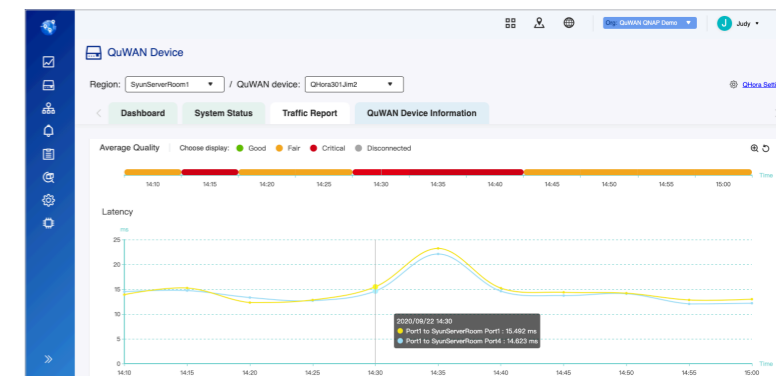 Org: QuWAN QNAP Demo ▼ J Judy ▼
QuWAN Device
Region: SyunServerRoom1 ▼ / QuWAN device: QHora301Jim2 ▼ QHora Setti
< Dashboard System Status Traffic Report QuWAN Device Information
Average Quality Choose display: Good Fair Critical Disconnected
Time
14:10 14:15 14:20 14:25 14:30 14:35 14:40 14:45 14:50 14:55 15:00
Latency
ms
25
20
15
10
2020/09/22 14:30
Port1 to SyunServerRoom Port1 : 15.492 ms
5
Port1 to SyunServerRoom Port4 : 14.623 ms
0
Time
14:10 14:15 14:20 14:25 14:30 14:35 14:40 14:45 14:50 14:55 15:00